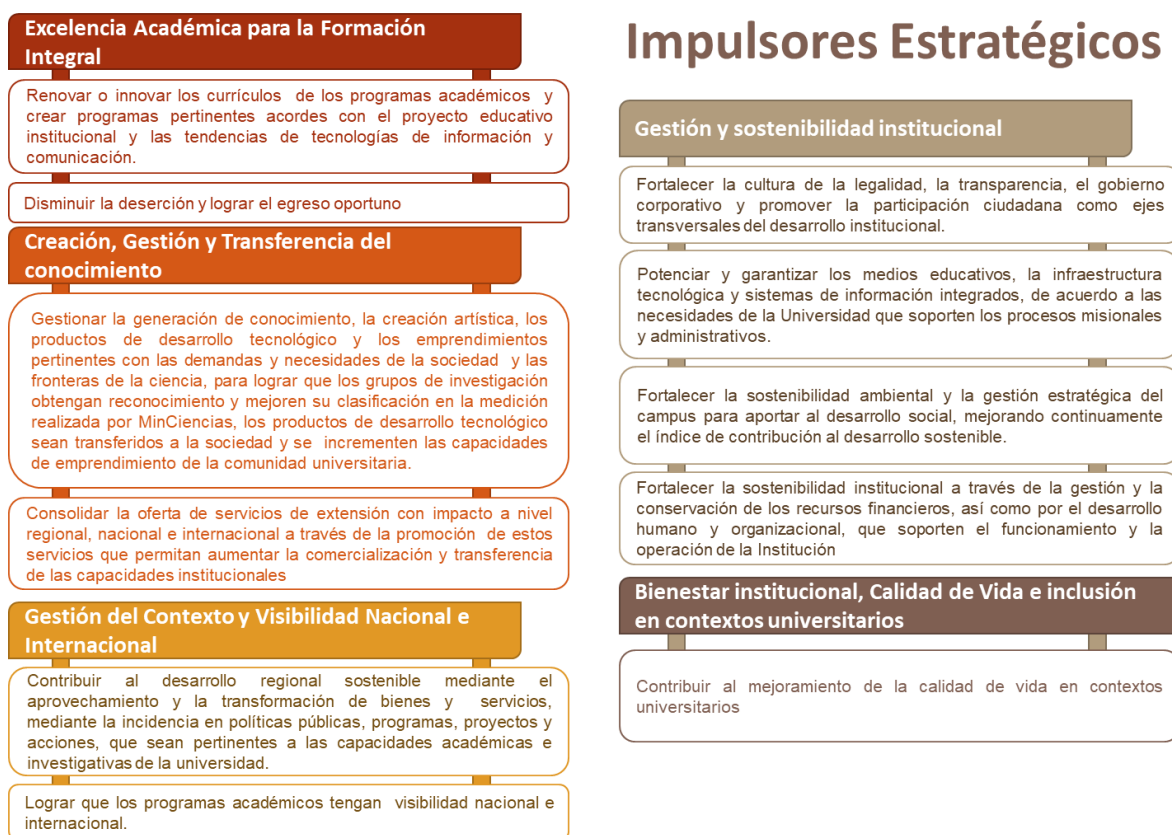 Excelencia Académica para la Formación
Integral
Renovar o innovar los currículos de los programas académicos y
crear programas pertinentes acordes con el proyecto educativo
institucional y las tendencias de tecnologías de información y
comunicación.
Disminuir la deserción y lograr el egreso oportuno
Creación, Gestión y Transferencia del
conocimiento
Gestionar la generación de conocimiento, la creación artística, los
productos de desarrollo tecnológico y los emprendimientos
pertinentes con las demandas y necesidades de la sociedad y las
fronteras de la ciencia, para lograr que los grupos de investigación
obtengan reconocimiento y mejoren su clasificación en la medición
realizada por MinCiencias, los productos de desarrollo tecnológico
sean transferidos a la sociedad y se incrementen las capacidades
de emprendimiento de la comunidad universitaria.
Consolidar la oferta de servicios de extensión con impacto a nivel
regional, nacional e internacional a través de la promoción de estos
servicios que permitan aumentar la comercialización y transferencia
de las capacidades institucionales
Gestión del Contexto y Visibilidad Nacional e
Internacional
Contribuir al desarrollo regional sostenible mediante el
aprovechamiento y la transformación de bienes y servicios,
mediante la incidencia en políticas públicas, programas, proyectos y
acciones, que sean pertinentes a las capacidades académicas e
investigativas de la universidad.
Lograr que los programas académicos tengan visibilidad nacional e
internacional.
Impulsores Estratégicos
Gestión y sostenibilidad institucional
Fortalecer la cultura de la legalidad, la transparencia, el gobierno
corporativo y promover la participación ciudadana como ejes
transversales del desarrollo institucional.
Potenciar y garantizar los medios educativos, la infraestructura
tecnológica y sistemas de información integrados, de acuerdo a las
necesidades de la Universidad que soporten los procesos misionales
y administrativos.
Fortalecer la sostenibilidad ambiental y la gestión estratégica del
campus para aportar al desarrollo social, mejorando continuamente
el índice de contribución al desarrollo sostenible.
Fortalecer la sostenibilidad institucional a través de la gestión y la
conservación de los recursos financieros, así como por el desarrollo
humano y organizacional, que soporten el funcionamiento y la
operación de la Institución
Bienestar institucional, Calidad de Vida e inclusión
en contextos universitarios
Contribuir al mejoramiento de la calidad de vida en contextos
universitarios